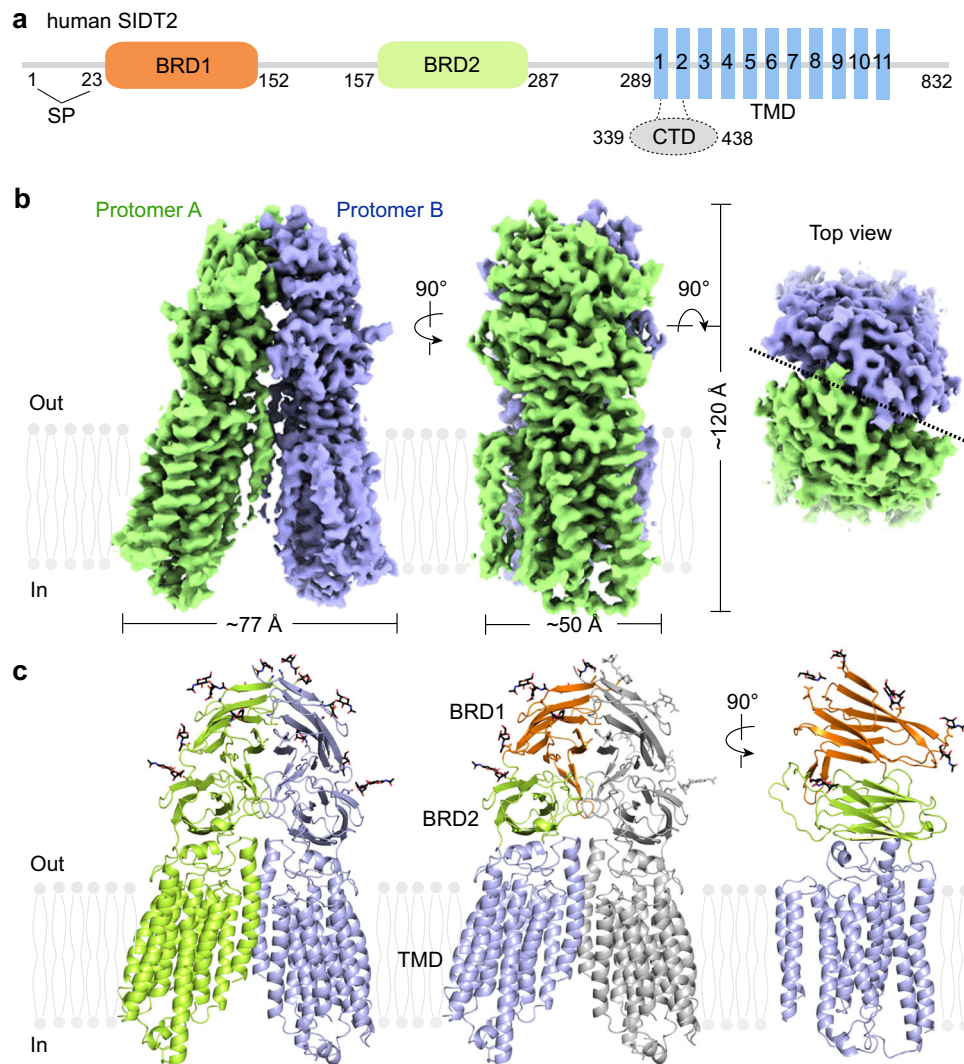 a human SIDT2
BRD1 BRD2 1 2 3 4 5 6 7 8 9 10 11
1 23 152 157 287 289 832
SP TMD
339 CTD 438
b
Protomer A Protomer B
Top view
90° 90°
~120 Å
Out
In
~77 Å ~50 Å
c
BRD1 90°
BRD2
Out
TMD
In